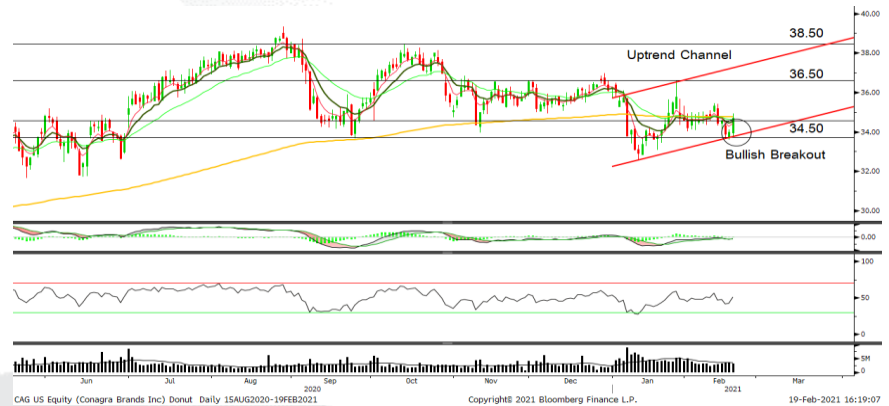 40.00
38.50
Uptrend Channel
36.50
36.00
34.50
34.00
Bullish Breakout
32.00
30.00
0.00
100
50
0
5M
0
Jun Jul Aug Sep Oct Nov Dec Jan Feb Mar
2020 2021
CAG US Equity (Conagra Brands Inc) Donut Daily 15AUG2020-19FEB2021 Copyright© 2021 Bloomberg Finance L.P. 19-Feb-2021 16:19:07